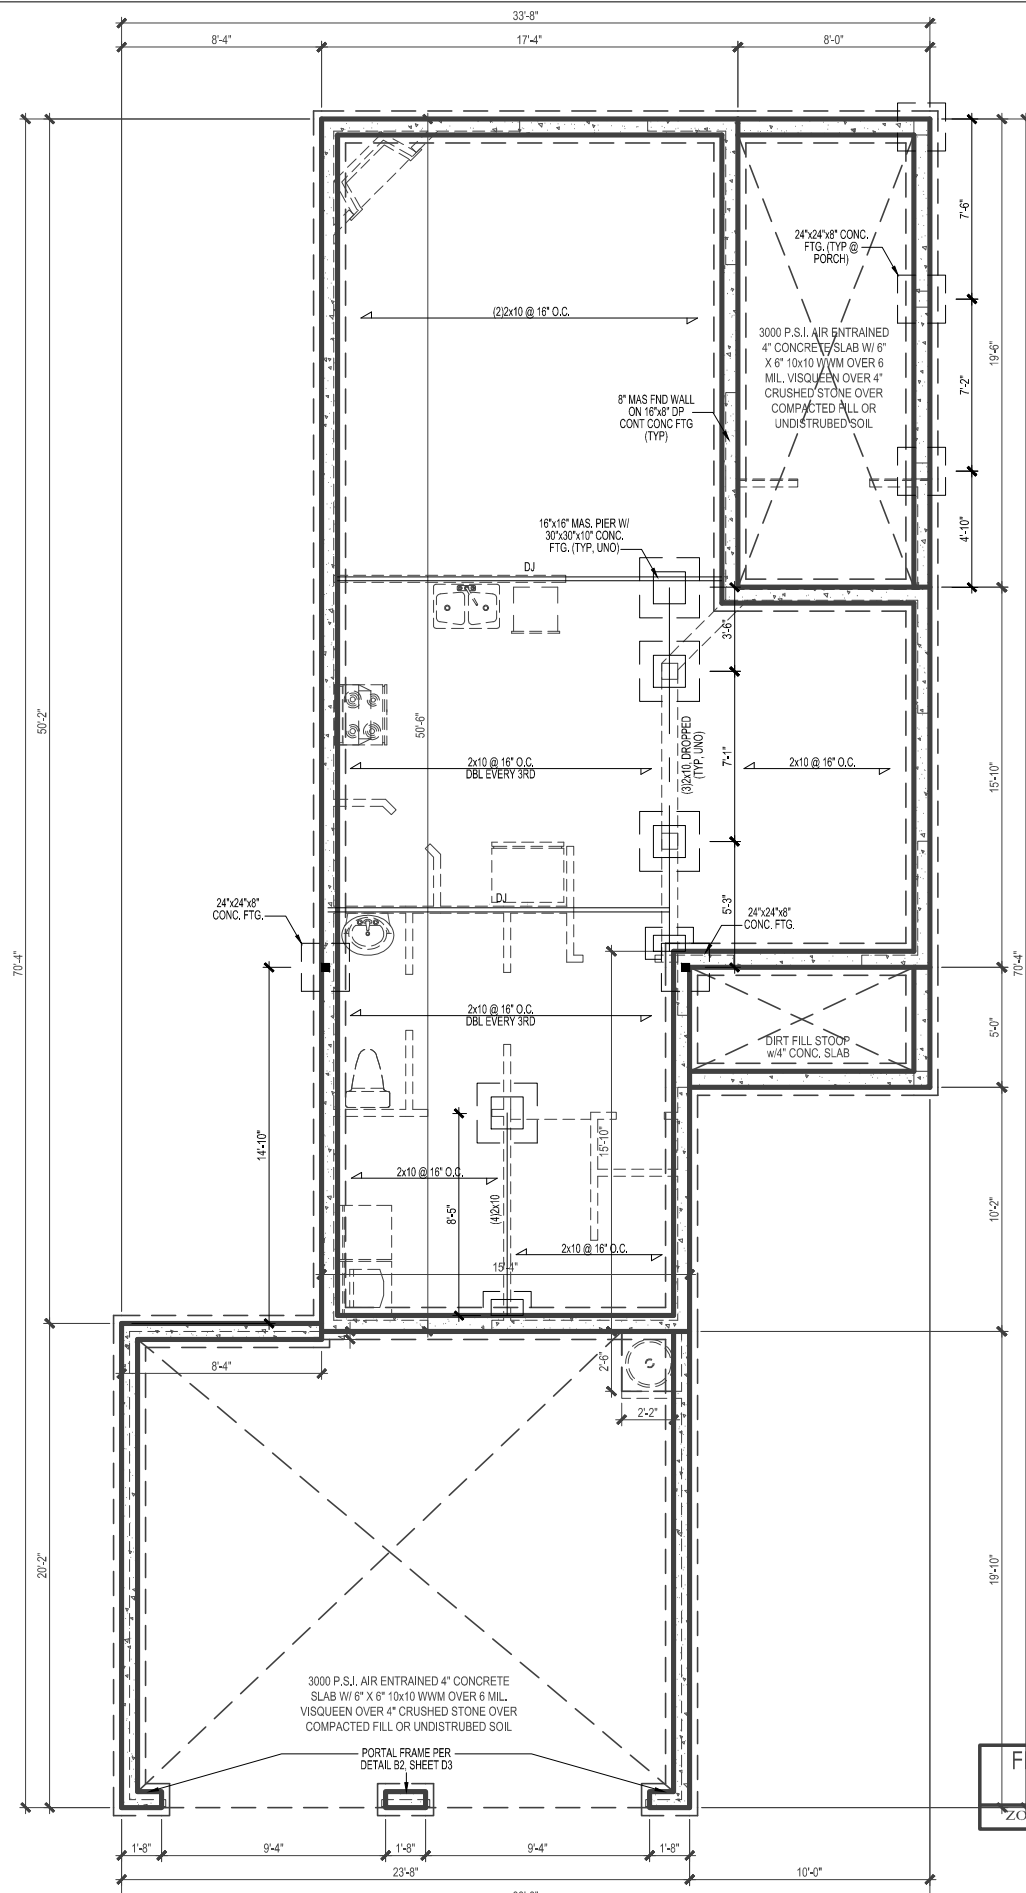 33'-8"
8'-4"
17'-4"
8'-0"
7'-6"
24"x24"x8" CONC.
FTG. (TYP @
PORCH)
(2)2x10 @ 16" O.C.
3000 P.S.I. AIR ENTRAINED
4" CONCRETE SLAB W/ 6"
X 6" 10x10 WWM OVER 6
MIL. VISQUEEN OVER 4"
CRUSHED STONE OVER
COMPACTED FILL OR
UNDISTRUBED SOIL
19'-6"
7'-2"
8" MAS FND WALL
ON 16"x8" DP
CONT CONC FTG
(TYP)
4'-10"
16"x16" MAS. PIER W/
30"x30"x10" CONC.
FTG. (TYP, UNO)
DJ
3'-6"
50'-2"
50'-6"
(3)2x10, DROPPED
(TYP, UNO)
7'-1"
2x10 @ 16" O.C.
DBL EVERY 3RD
2x10 @ 16" O.C.
15'-10"
DJ
5'-3"
24"x24"x8"
CONC. FTG.
24"x24"x8"
CONC. FTG.
70'-4"
70'-4"
2x10 @ 16" O.C.
DBL EVERY 3RD
5'-0"
DIRT FILL STOOP
w/4" CONC. SLAB
14'-10"
15'-10"
2x10 @ 16" O.C.
8'-5"
(4)2x10
10'-2"
2x10 @ 16" O.C.
15'-4"
8'-4"
2'-6"
2'-2"
20'-2"
19'-10"
3000 P.S.I. AIR ENTRAINED 4" CONCRETE
SLAB W/ 6" X 6" 10x10 WWM OVER 6 MIL.
VISQUEEN OVER 4" CRUSHED STONE OVER
COMPACTED FILL OR UNDISTRUBED SOIL
PORTAL FRAME PER
DETAIL B2, SHEET D3
1'-8"
9'-4"
1'-8"
9'-4"
1'-8"
23'-8"
10'-0"